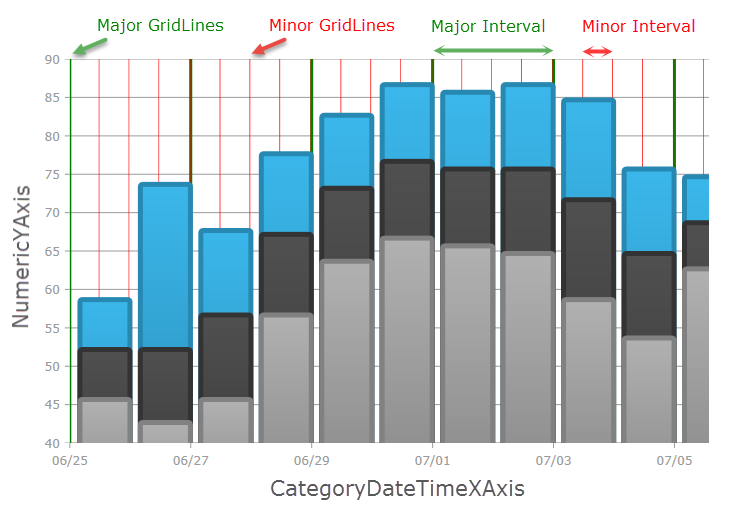 Major GridLines
Minor GridLines
Major Interval
Minor Interval
90
85
80
75
70
65
60
55
50
45
40
NumericYAxis
06/25
06/27
06/29
07/01
07/03
07/05
CategoryDateTimeXAxis